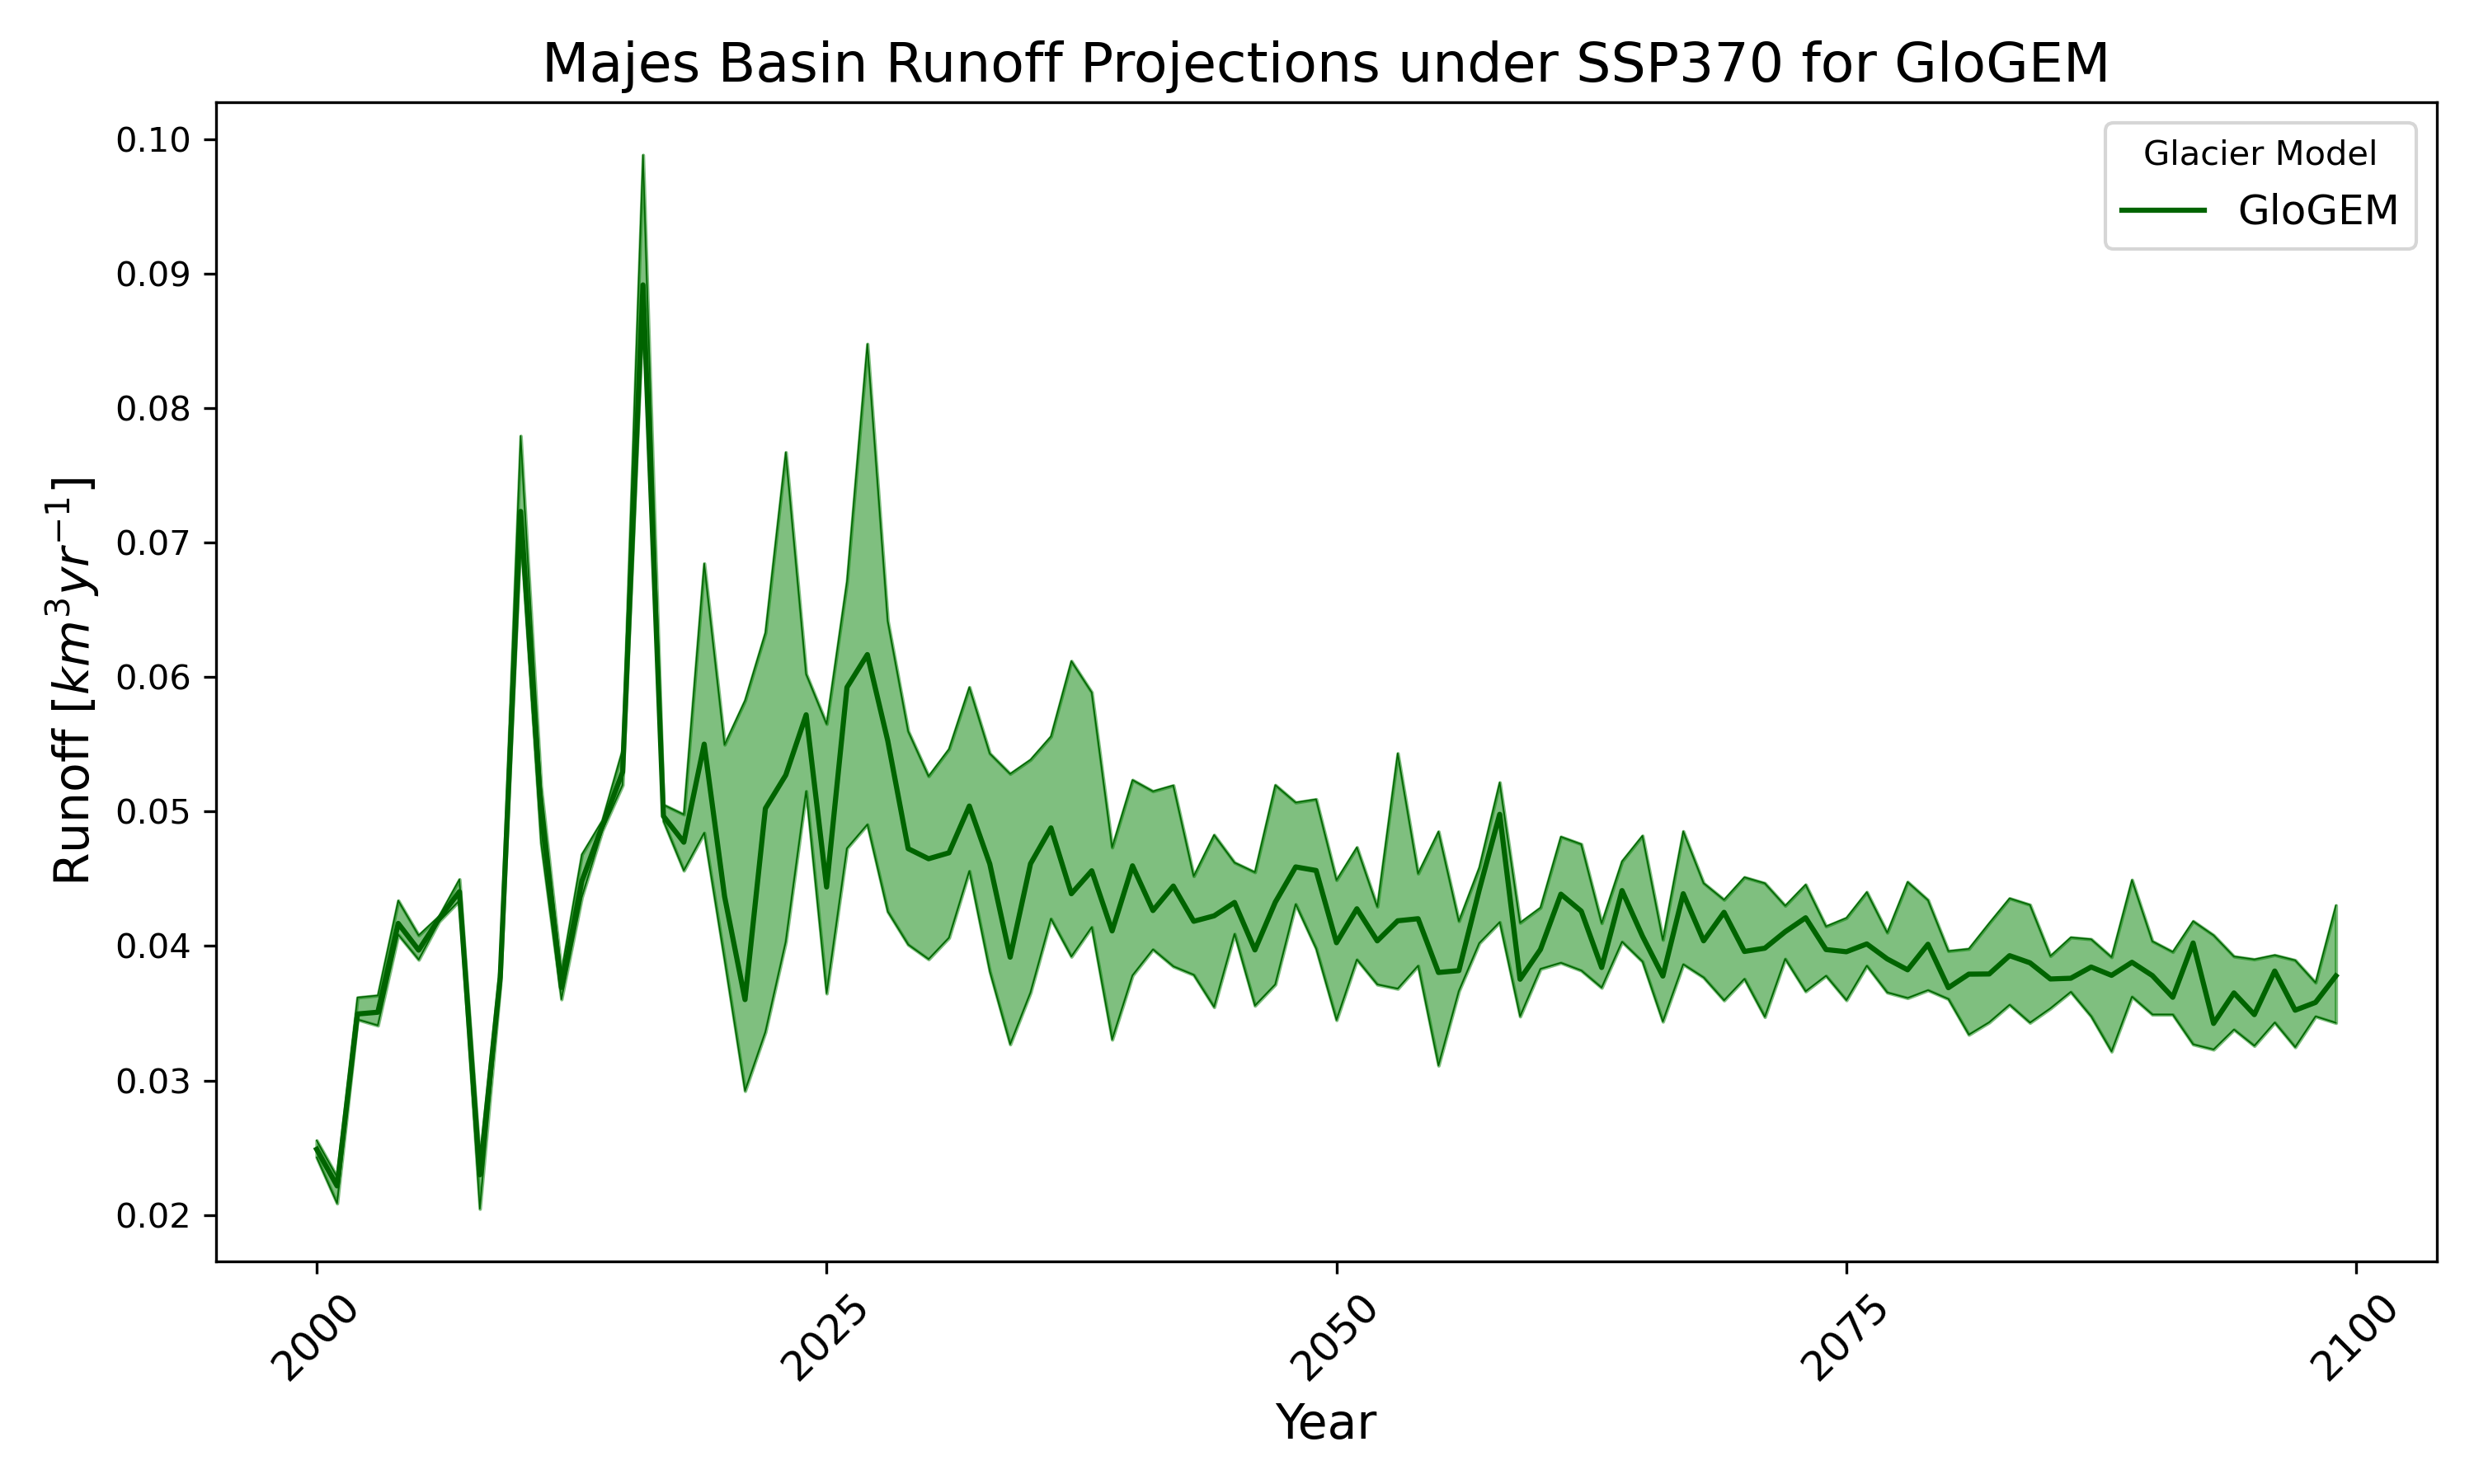 Majes Basin Runoff Projections under SSP370 for GloGEM
Glacier Model
GloGEM
Runoff [km³yr⁻¹]
0.10
0.09
0.08
0.07
0.06
0.05
0.04
0.03
0.02
2000
2025
2050
2075
2100
Year